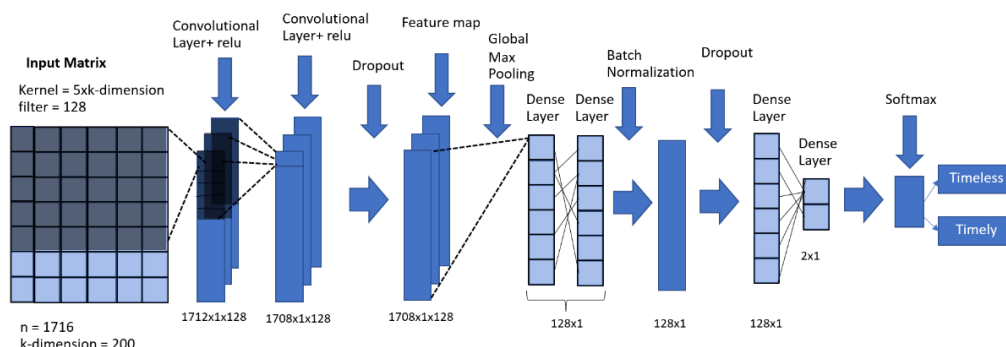 Convolutional
Layer+ relu
Convolutional
Layer+ relu
Feature map
Global
Max
Pooling
Dropout
Batch
Normalization
Dropout
Input Matrix
Kernel = 5xk-dimension
filter = 128
Dense
Layer
Dense
Layer
Dense
Layer
Dense
Layer
Softmax
Timeless
Timely
2x1
1712x1x128
1708x1x128
1708x1x128
128x1
128x1
128x1
n = 1716
k-dimension = 200